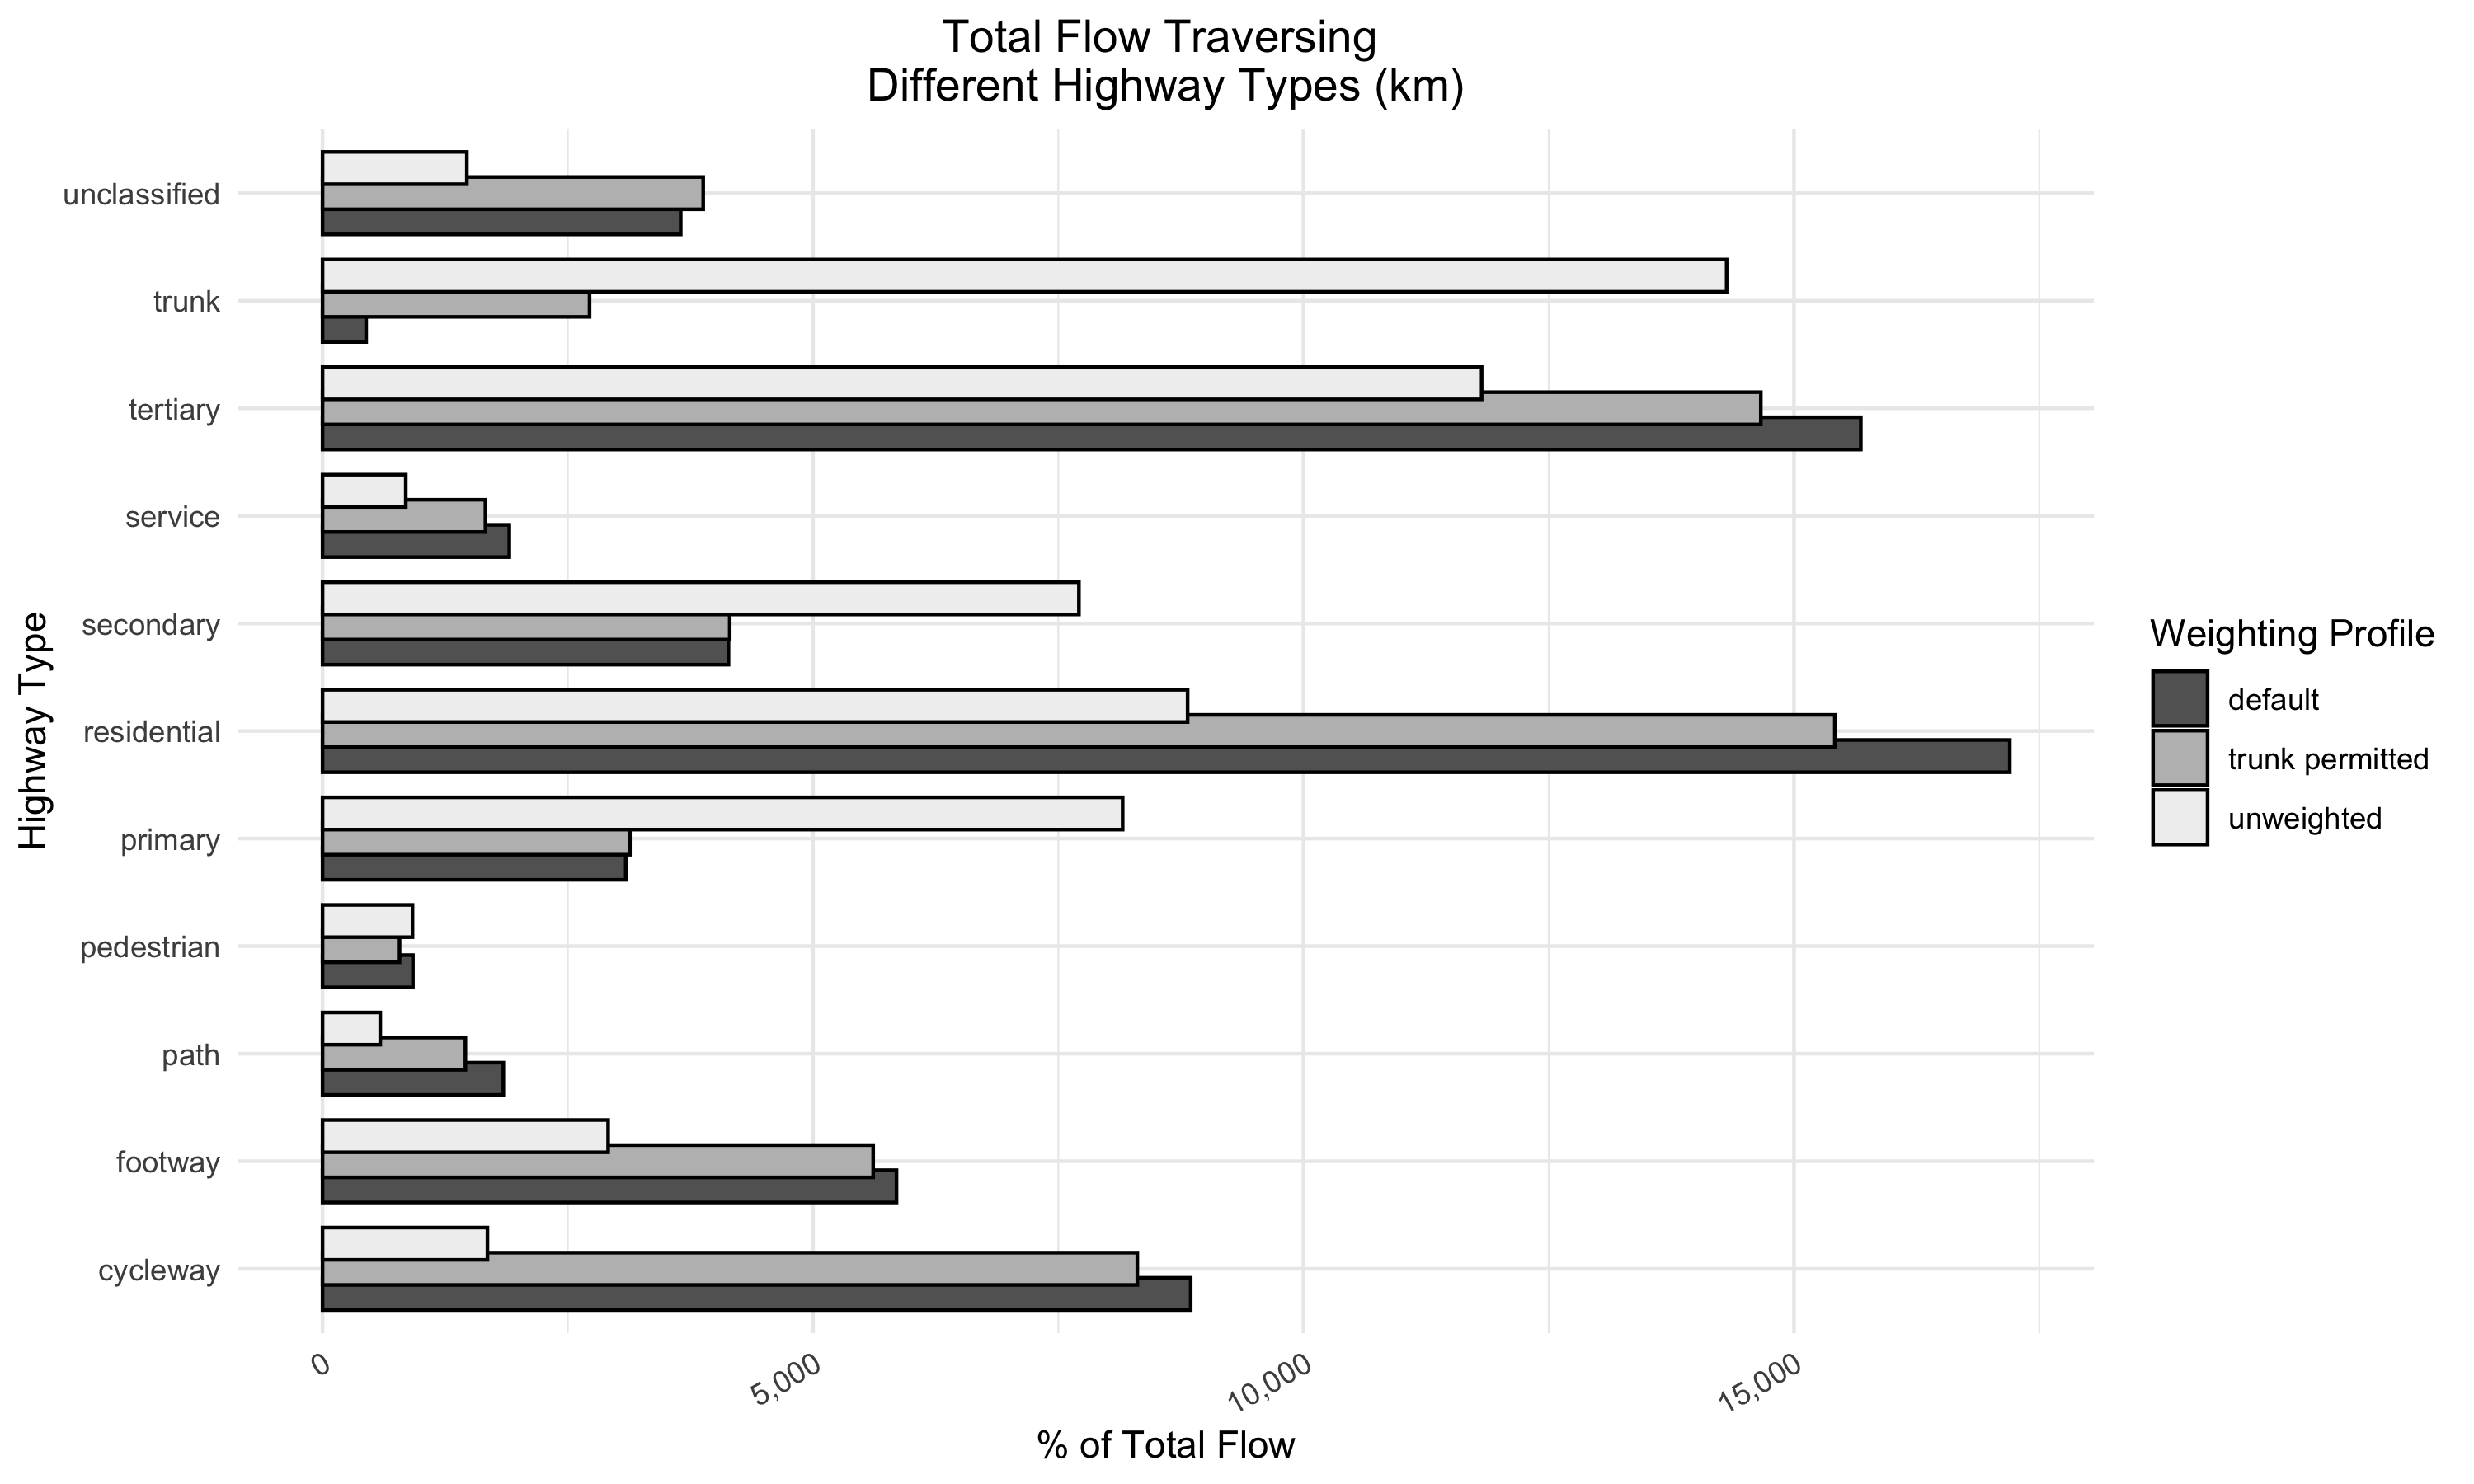 Total Flow Traversing
Different Highway Types (km)
unclassified
trunk
tertiary
service
secondary
residential
primary
pedestrian
path
footway
cycleway
Highway Type
0
5,000
10,000
15,000
% of Total Flow
Weighting Profile
default
trunk permitted
unweighted